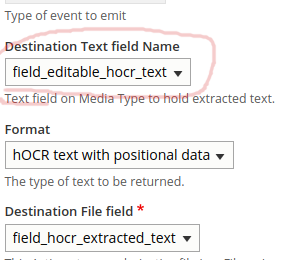 Type of event to emit
Destination Text field Name
field_editable_hocr_text
Text field on Media Type to hold extracted text.
Format
hOCR text with positional data
The type of text to be returned.
Destination File field *
field_hocr_extracted_text